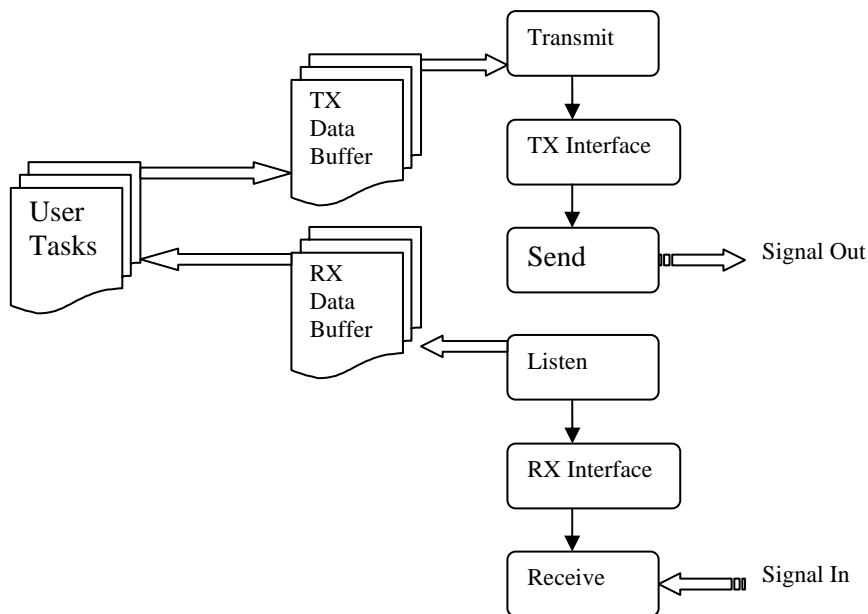 Transmit
TX
Data
Buffer
TX Interface
User
Tasks
Send
Signal Out
RX
Data
Buffer
Listen
RX Interface
Receive
Signal In